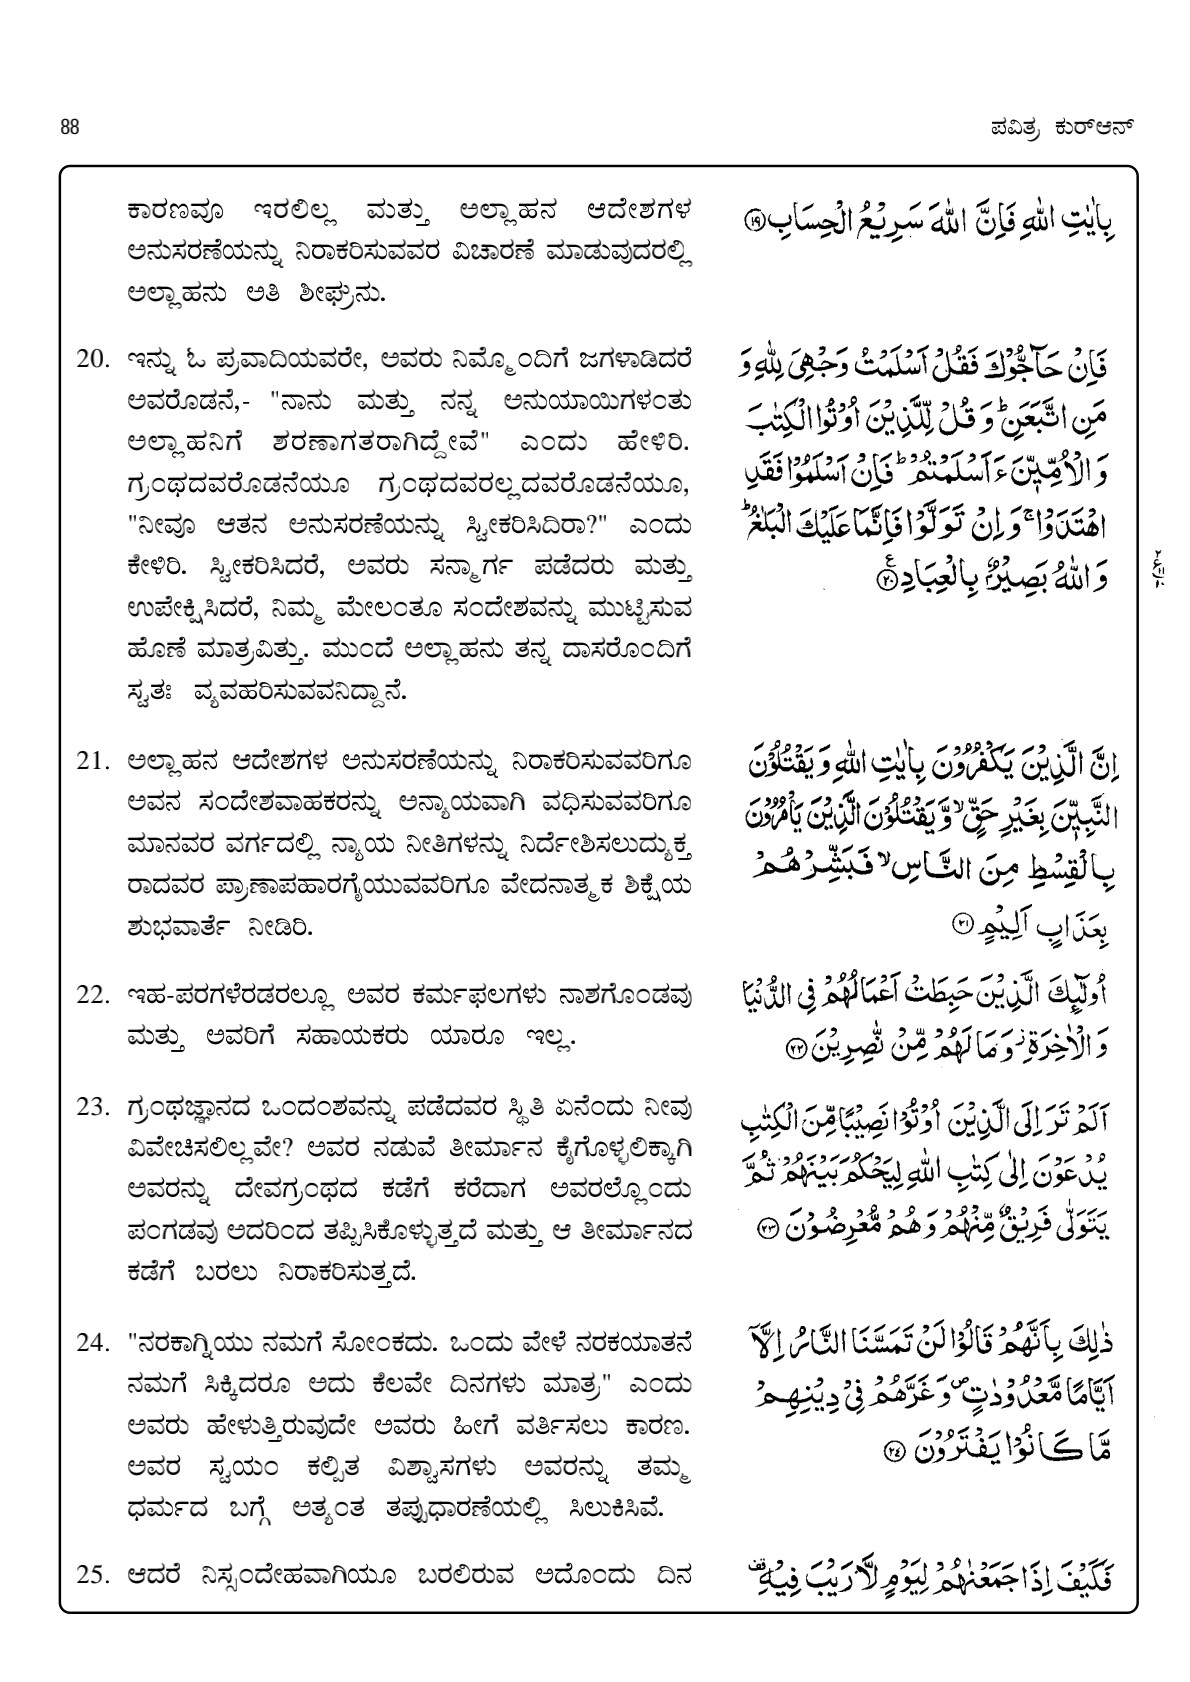 88
ಪವಿತ್ರ ಕುರ್‌ಆನ್
ಕಾರಣವೂ ಇರಲಿಲ್ಲ ಮತ್ತು ಅಲ್ಲಾಹನ ಆದೇಶಗಳ
ಅನುಸರಣೆಯನ್ನು ನಿರಾಕರಿಸುವವರ ವಿಚಾರಣೆ ಮಾಡುವುದರಲ್ಲಿ
ಅಲ್ಲಾಹನು ಅತಿ ಶೀಘ್ರನು.
بِاٰيٰتِ اللّٰهِ فَاِنَّ اللّٰهَ سَرِيْعُ الْحِسَابِ ۝۱۹
20. ಇನ್ನು ಓ ಪ್ರವಾದಿಯವರೇ, ಅವರು ನಿಮ್ಮೊಂದಿಗೆ ಜಗಳಾಡಿದರೆ
ಅವರೊಡನೆ,- "ನಾನು ಮತ್ತು ನನ್ನ ಅನುಯಾಯಿಗಳಂತು
ಅಲ್ಲಾಹನಿಗೆ ಶರಣಾಗತರಾಗಿದ್ದೇವೆ" ಎಂದು ಹೇಳಿರಿ.
ಗ್ರಂಥದವರೊಡನೆಯೂ ಗ್ರಂಥದವರಲ್ಲದವರೊಡನೆಯೂ,
"ನೀವೂ ಆತನ ಅನುಸರಣೆಯನ್ನು ಸ್ವೀಕರಿಸಿದಿರಾ?" ಎಂದು
ಕೇಳಿರಿ. ಸ್ವೀಕರಿಸಿದರೆ, ಅವರು ಸನ್ಮಾರ್ಗ ಪಡೆದರು ಮತ್ತು
ಉಪೇಕ್ಷಿಸಿದರೆ, ನಿಮ್ಮ ಮೇಲಂತೂ ಸಂದೇಶವನ್ನು ಮುಟ್ಟಿಸುವ
ಹೊಣೆ ಮಾತ್ರವಿತ್ತು. ಮುಂದೆ ಅಲ್ಲಾಹನು ತನ್ನ ದಾಸರೊಂದಿಗೆ
ಸ್ವತಃ ವ್ಯವಹರಿಸುವವನಿದ್ದಾನೆ.
فَاِنْ حَآجُّوْكَ فَقُلْ اَسْلَمْتُ وَجْهِيَ لِلّٰهِ وَ
مَنِ اتَّبَعَنِ ؕ وَ قُلْ لِّلَّذِيْنَ اُوْتُوا الْكِتٰبَ
وَ الْاُمِّيّٖنَ ءَاَسْلَمْتُمْ ؕ فَاِنْ اَسْلَمُوْا فَقَدِ
اهْتَدَوْا ۚ وَ اِنْ تَوَلَّوْا فَاِنَّمَا عَلَيْكَ الْبَلٰغُ ؕ
وَ اللّٰهُ بَصِيْرٌۢ بِالْعِبَادِ ۝۲۰
21. ಅಲ್ಲಾಹನ ಆದೇಶಗಳ ಅನುಸರಣೆಯನ್ನು ನಿರಾಕರಿಸುವವರಿಗೂ
ಅವನ ಸಂದೇಶವಾಹಕರನ್ನು ಅನ್ಯಾಯವಾಗಿ ವಧಿಸುವವರಿಗೂ
ಮಾನವರ ವರ್ಗದಲ್ಲಿ ನ್ಯಾಯ ನೀತಿಗಳನ್ನು ನಿರ್ದೇಶಿಸಲುದ್ಯುಕ್ತ
ರಾದವರ ಪ್ರಾಣಾಪಹಾರಗೈಯುವವರಿಗೂ ವೇದನಾತ್ಮಕ ಶಿಕ್ಷೆಯ
ಶುಭವಾರ್ತೆ ನೀಡಿರಿ.
اِنَّ الَّذِيْنَ يَكْفُرُوْنَ بِاٰيٰتِ اللّٰهِ وَ يَقْتُلُوْنَ
النَّبِيّٖنَ بِغَيْرِ حَقٍّ ۙ وَّ يَقْتُلُوْنَ الَّذِيْنَ يَاْمُرُوْنَ
بِالْقِسْطِ مِنَ النَّاسِ ۙ فَبَشِّرْهُمْ
بِعَذَابٍ اَلِيْمٍ ۝۲۱
22. ಇಹ-ಪರಗಳೆರಡರಲ್ಲೂ ಅವರ ಕರ್ಮಫಲಗಳು ನಾಶಗೊಂಡವು
ಮತ್ತು ಅವರಿಗೆ ಸಹಾಯಕರು ಯಾರೂ ಇಲ್ಲ.
اُولٰٓئِكَ الَّذِيْنَ حَبِطَتْ اَعْمَالُهُمْ فِي الدُّنْيَا
وَ الْاٰخِرَةِ ؗ وَ مَا لَهُمْ مِّنْ نّٰصِرِيْنَ ۝۲۲
23. ಗ್ರಂಥಜ್ಞಾನದ ಒಂದಂಶವನ್ನು ಪಡೆದವರ ಸ್ಥಿತಿ ಏನೆಂದು ನೀವು
ವಿವೇಚಿಸಲಿಲ್ಲವೇ? ಅವರ ನಡುವೆ ತೀರ್ಮಾನ ಕೈಗೊಳ್ಳಲಿಕ್ಕಾಗಿ
ಅವರನ್ನು ದೇವಗ್ರಂಥದ ಕಡೆಗೆ ಕರೆದಾಗ ಅವರಲ್ಲೊಂದು
ಪಂಗಡವು ಅದರಿಂದ ತಪ್ಪಿಸಿಕೊಳ್ಳುತ್ತದೆ ಮತ್ತು ಆ ತೀರ್ಮಾನದ
ಕಡೆಗೆ ಬರಲು ನಿರಾಕರಿಸುತ್ತದೆ.
اَلَمْ تَرَ اِلَى الَّذِيْنَ اُوْتُوْا نَصِيْبًا مِّنَ الْكِتٰبِ
يُدْعَوْنَ اِلٰى كِتٰبِ اللّٰهِ لِيَحْكُمَ بَيْنَهُمْ ثُمَّ
يَتَوَلّٰى فَرِيْقٌ مِّنْهُمْ وَ هُمْ مُّعْرِضُوْنَ ۝۲۳
24. "ನರಕಾಗ್ನಿಯು ನಮಗೆ ಸೋಂಕದು. ಒಂದು ವೇಳೆ ನರಕಯಾತನೆ
ನಮಗೆ ಸಿಕ್ಕಿದರೂ ಅದು ಕೆಲವೇ ದಿನಗಳು ಮಾತ್ರ" ಎಂದು
ಅವರು ಹೇಳುತ್ತಿರುವುದೇ ಅವರು ಹೀಗೆ ವರ್ತಿಸಲು ಕಾರಣ.
ಅವರ ಸ್ವಯಂ ಕಲ್ಪಿತ ವಿಶ್ವಾಸಗಳು ಅವರನ್ನು ತಮ್ಮ
ಧರ್ಮದ ಬಗ್ಗೆ ಅತ್ಯಂತ ತಪ್ಪುಧಾರಣೆಯಲ್ಲಿ ಸಿಲುಕಿಸಿವೆ.
ذٰلِكَ بِاَنَّهُمْ قَالُوْا لَنْ تَمَسَّنَا النَّارُ اِلَّاۤ
اَيَّامًا مَّعْدُوْدٰتٍ ۪ وَ غَرَّهُمْ فِيْ دِيْنِهِمْ
مَّا كَانُوْا يَفْتَرُوْنَ ۝۲۴
25. ಆದರೆ ನಿಸ್ಸಂದೇಹವಾಗಿಯೂ ಬರಲಿರುವ ಅದೊಂದು ದಿನ
فَكَيْفَ اِذَا جَمَعْنٰهُمْ لِيَوْمٍ لَّا رَيْبَ فِيْهِ ۫